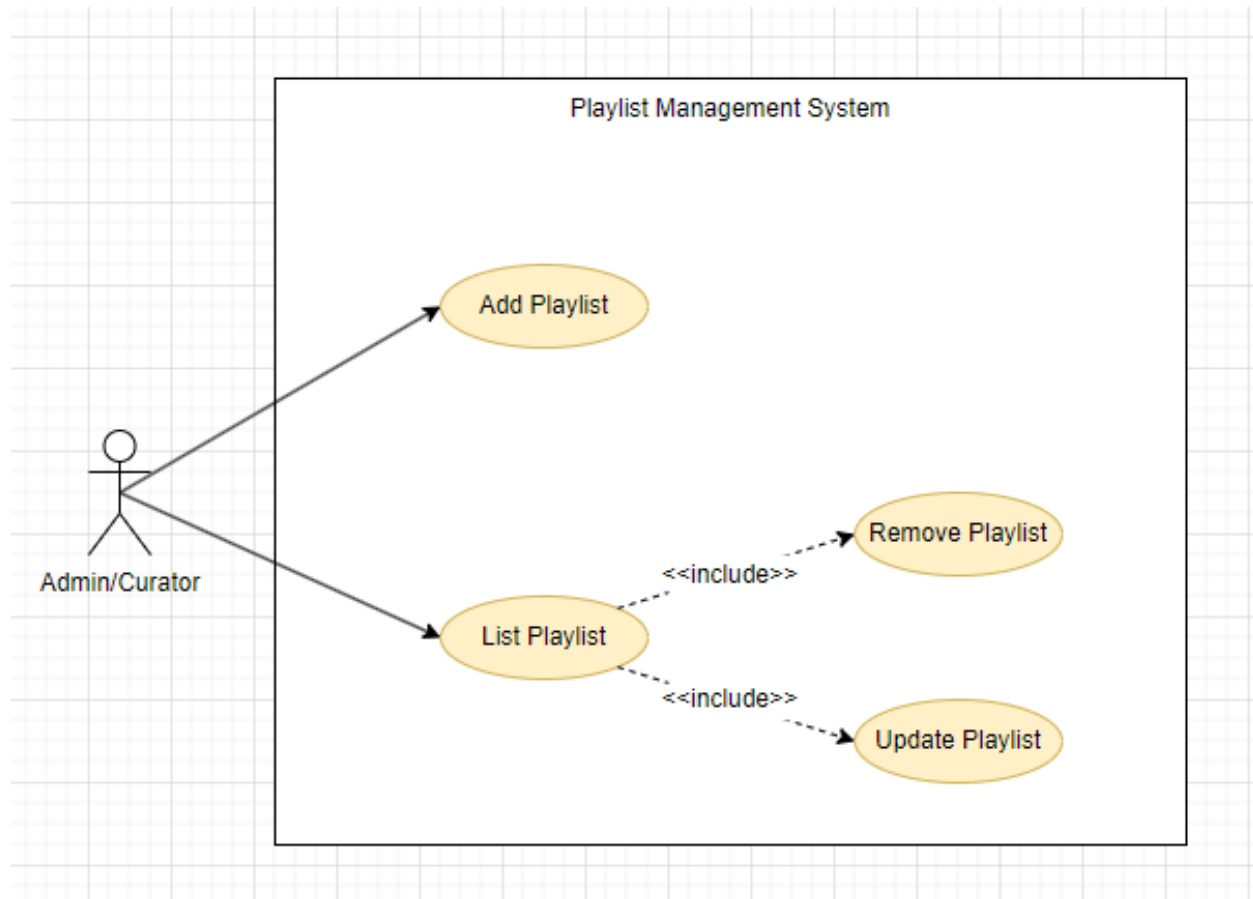 Playlist Management System
Add Playlist
Admin/Curator
Remove Playlist
<<include>>
List Playlist
<<include>>
Update Playlist